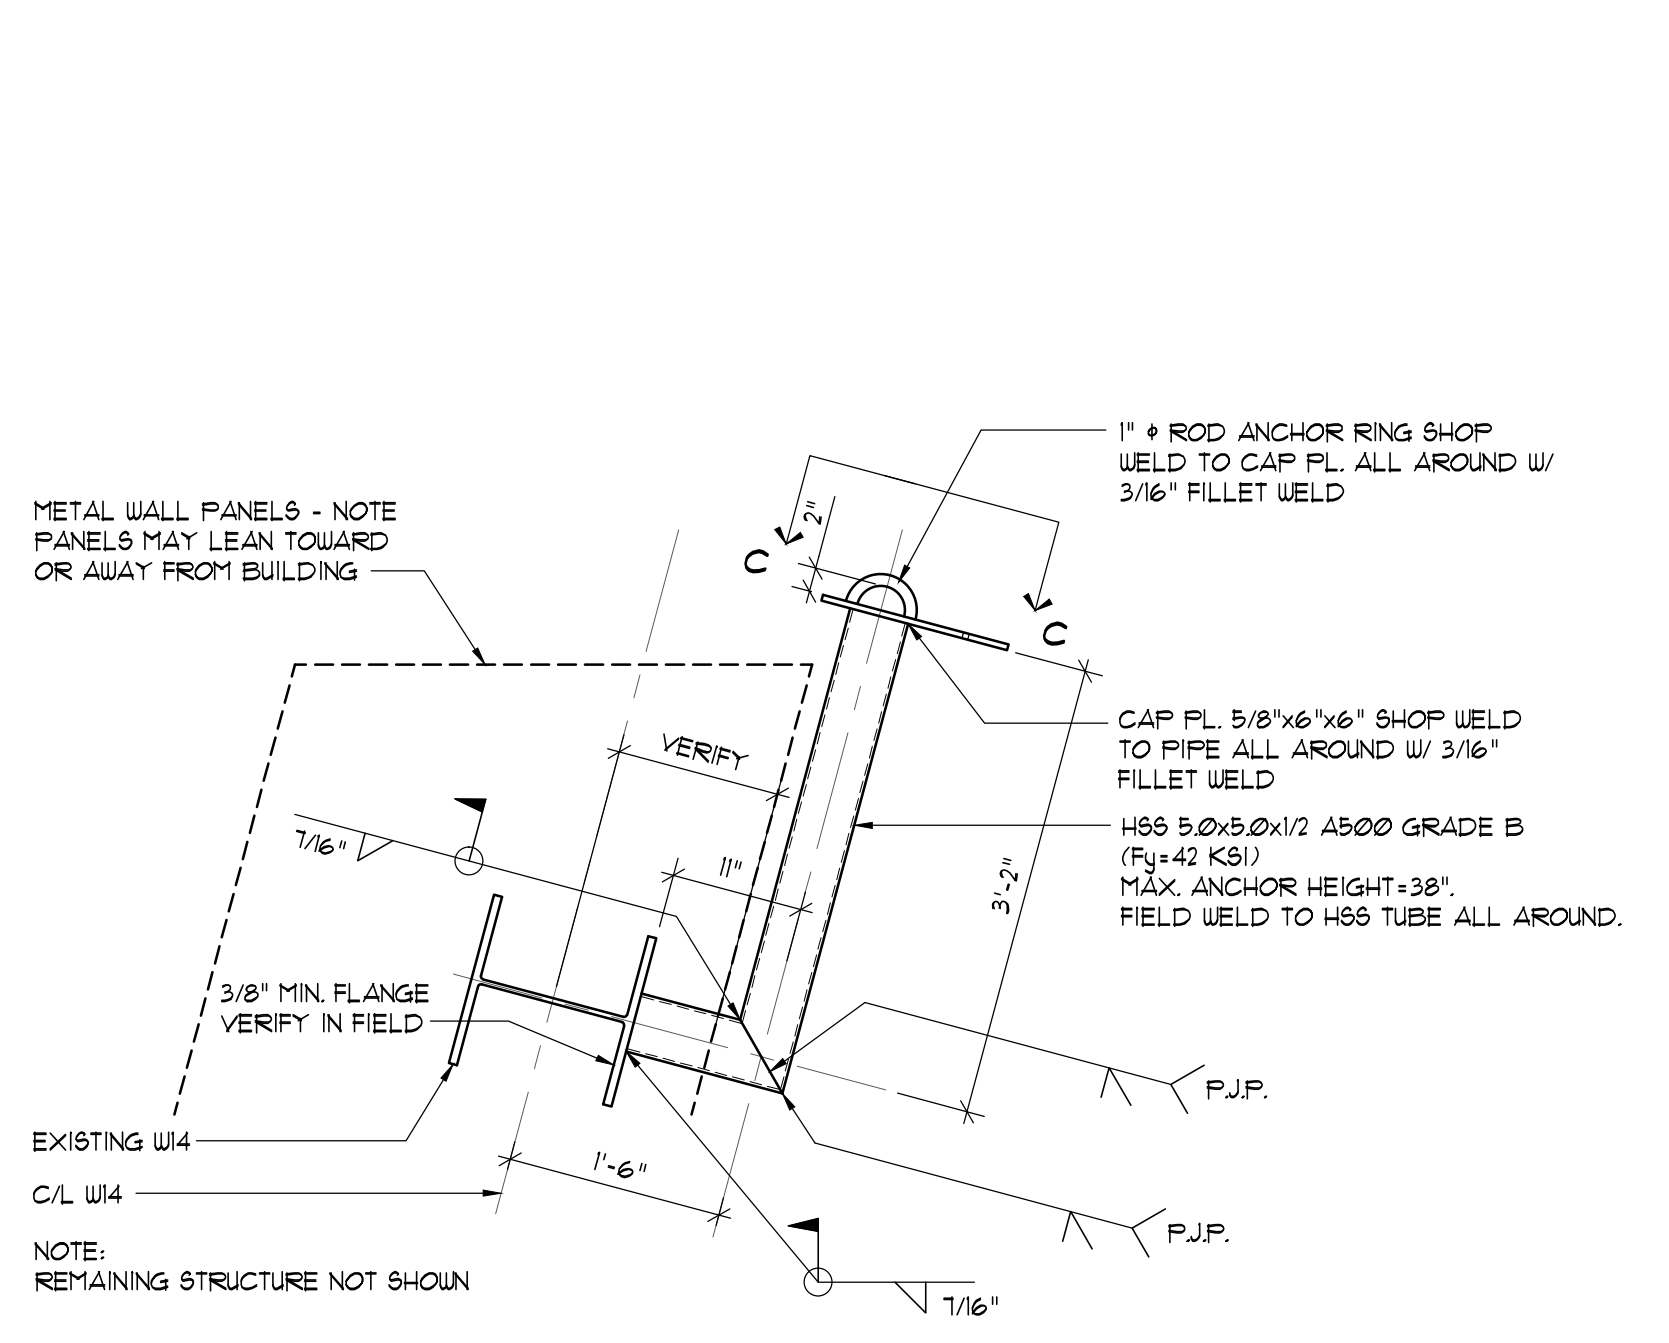 1" ϕ ROD ANCHOR RING SHOP
WELD TO CAP PL. ALL AROUND W/
3/16" FILLET WELD
METAL WALL PANELS - NOTE
PANELS MAY LEAN TOWARD
OR AWAY FROM BUILDING
2"
C
C
CAP PL. 5/8"x6"x6" SHOP WELD
TO PIPE ALL AROUND W/ 3/16"
FILLET WELD
VERIFY
HSS 5.0x5.0x1/2 A500 GRADE B
(Fy=42 KSI)
MAX. ANCHOR HEIGHT=38".
FIELD WELD TO HSS TUBE ALL AROUND.
7/16"
11"
3'-2"
3/8" MIN. FLANGE
VERIFY IN FIELD
P.J.P.
EXISTING W14
1'-6"
C/L W14
P.J.P.
NOTE:
REMAINING STRUCTURE NOT SHOWN
7/16"